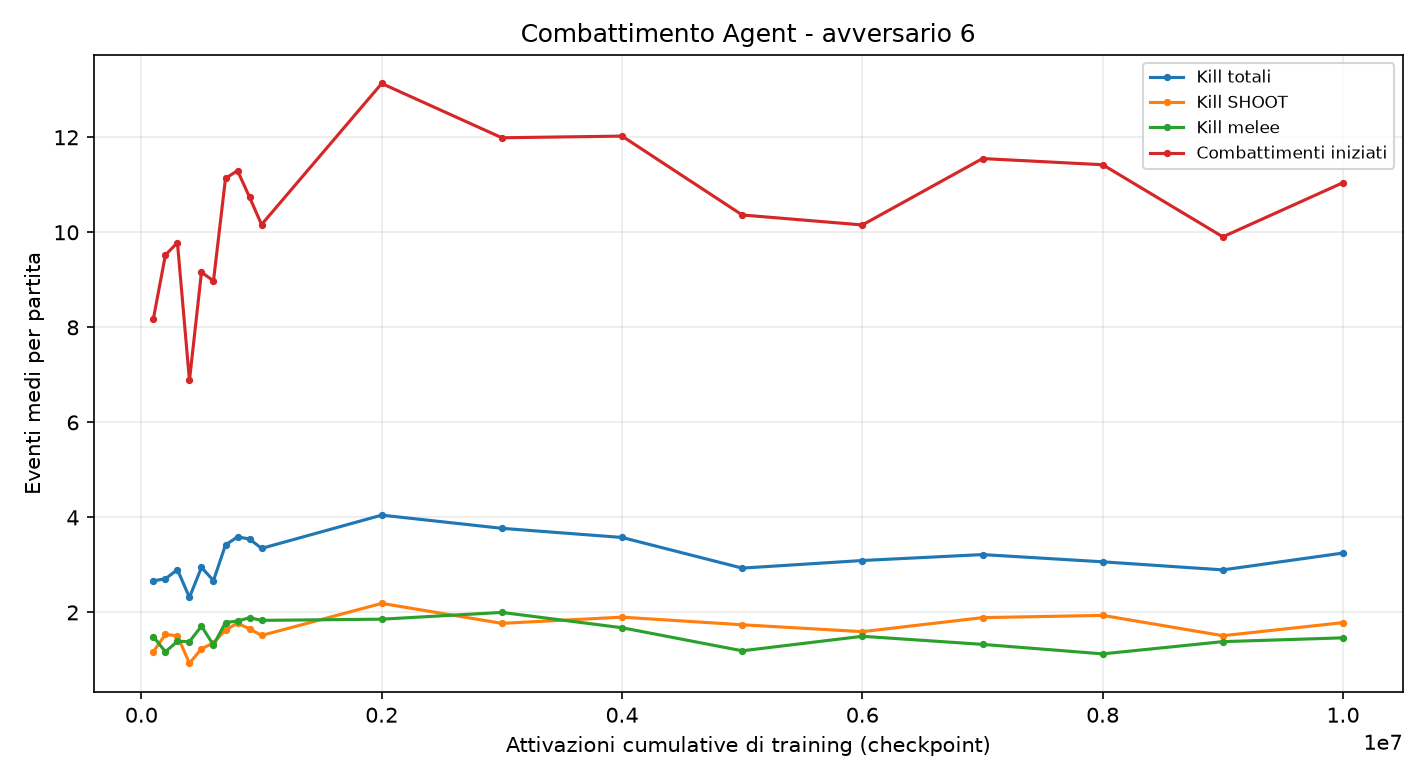 Combattimento Agent - avversario 6
Kill totali
Kill SHOOT
Kill melee
Combattimenti iniziati
Eventi medi per partita
12
10
8
6
4
2
0.0 0.2 0.4 0.6 0.8 1.0
1e7
Attivazioni cumulative di training (checkpoint)